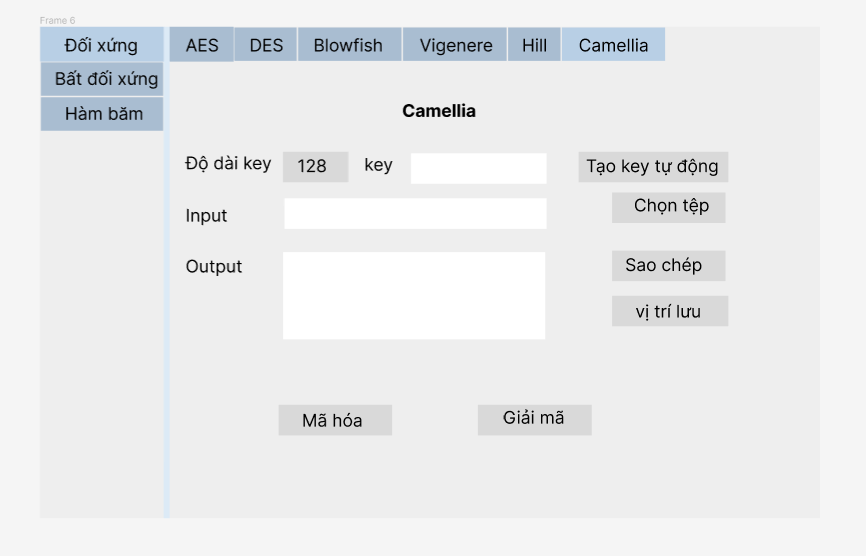 Frame 6
Đối xứng
AES DES Blowfish Vigenere Hill Camellia
Bất đối xứng
Hàm băm
Camellia
Độ dài key 128 key Tạo key tự động
Input Chọn tệp
Output Sao chép
vị trí lưu
Mã hóa Giải mã